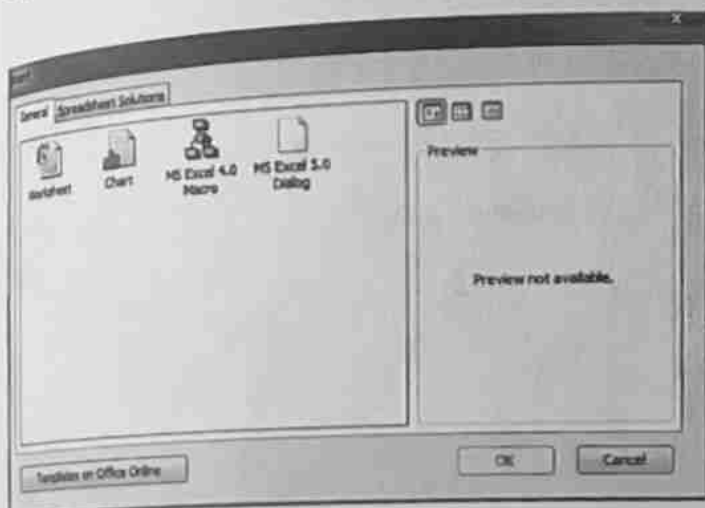 Insert
General Spreadsheet Solutions
Worksheet
Chart
MS Excel 4.0
Macro
MS Excel 5.0
Dialog
Preview
Preview not available.
Templates on Office Online
OK
Cancel